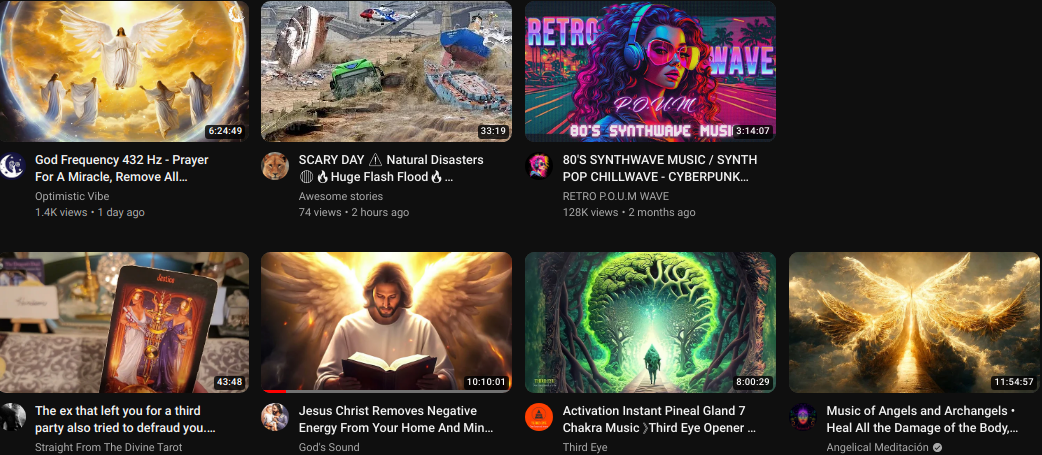 RETRO
WAVE
P.O.U.M
80'S SYNTHWAVE MUSI
6:24:49
33:19
3:14:07
God Frequency 432 Hz - Prayer
For A Miracle, Remove All...
Optimistic Vibe
1.4K views • 1 day ago
SCARY DAY ⚠️ Natural Disasters
🔴🔥Huge Flash Flood🔥...
Awesome stories
74 views • 2 hours ago
80'S SYNTHWAVE MUSIC / SYNTH
POP CHILLWAVE - CYBERPUNK...
RETRO P.O.U.M WAVE
128K views • 2 months ago
Justice
43:48
10:10:01
8:00:29
11:54:57
The ex that left you for a third
party also tried to defraud you....
Straight From The Divine Tarot
Jesus Christ Removes Negative
Energy From Your Home And Min...
God's Sound
Activation Instant Pineal Gland 7
Chakra Music 》Third Eye Opener ...
Third Eye
Music of Angels and Archangels •
Heal All the Damage of the Body,...
Angelical Meditación